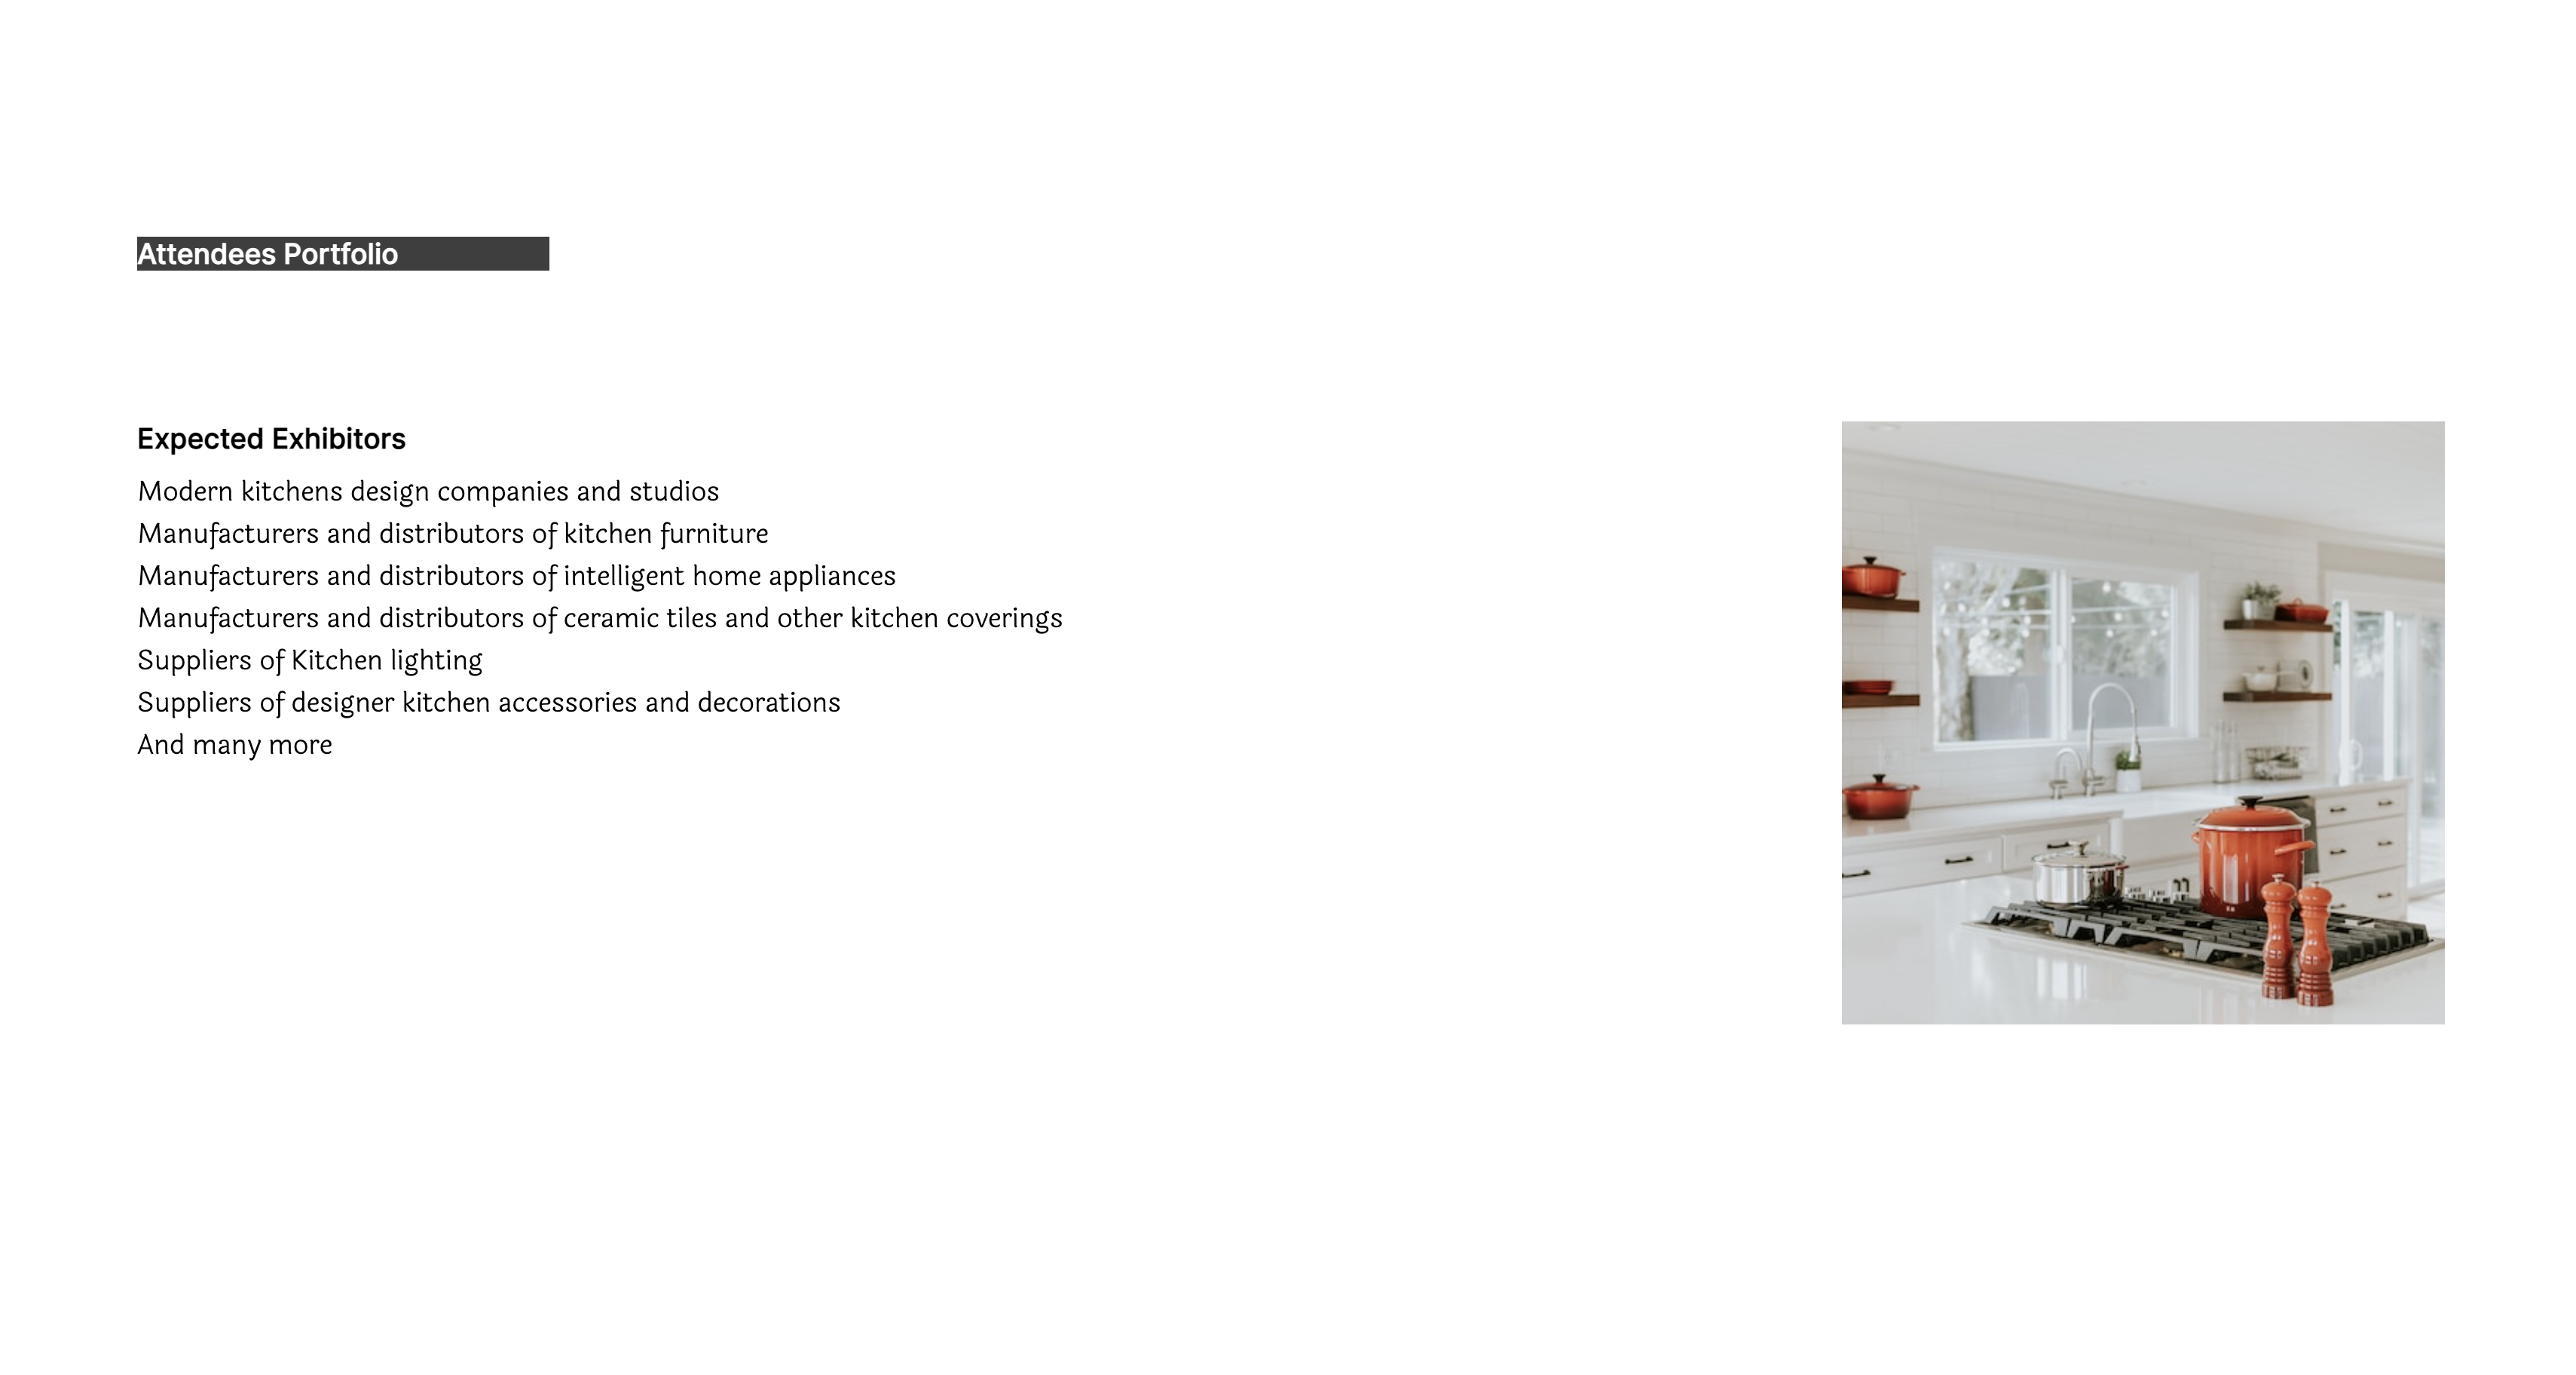 Attendees Portfolio
Expected Exhibitors
Modern kitchens design companies and studios
Manufacturers and distributors of kitchen furniture
Manufacturers and distributors of intelligent home appliances
Manufacturers and distributors of ceramic tiles and other kitchen coverings
Suppliers of Kitchen lighting
Suppliers of designer kitchen accessories and decorations
And many more